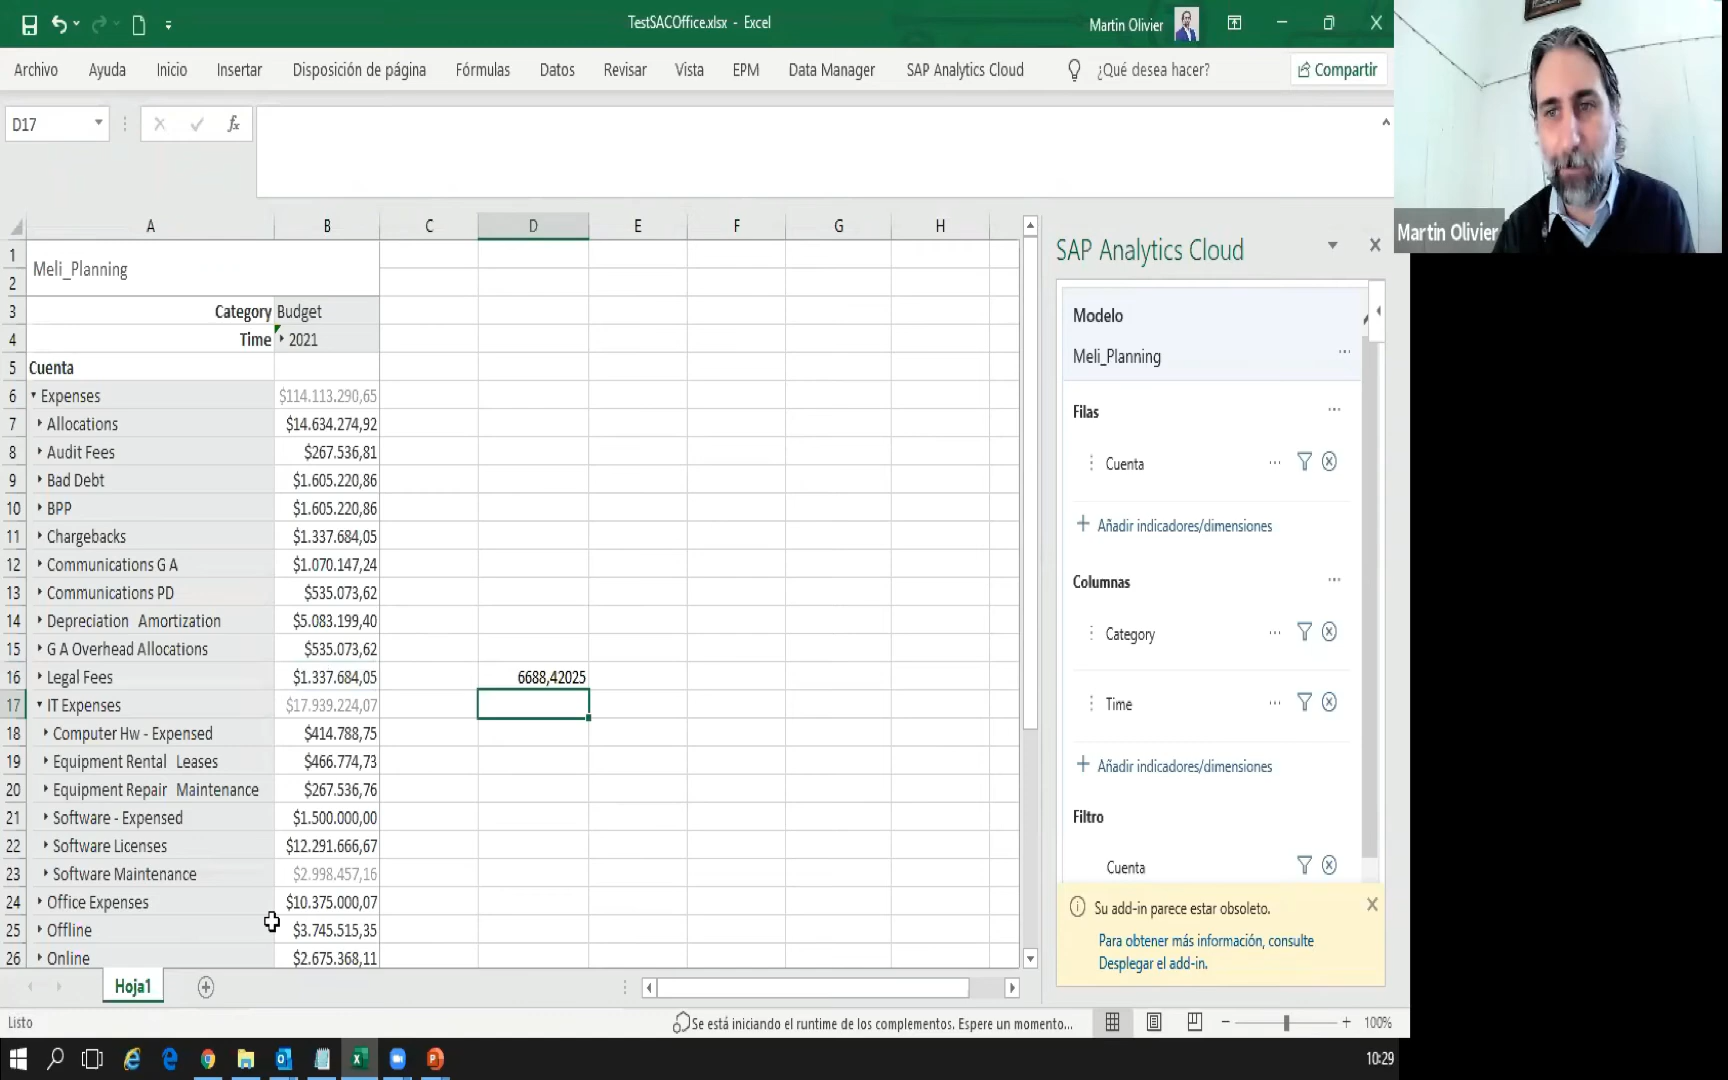 TestSACOffice.xlsx - Excel
Martin Olivier
Archivo Ayuda Inicio Insertar Disposición de página Fórmulas Datos Revisar Vista EPM Data Manager SAP Analytics Cloud ¿Qué desea hacer? Compartir
D17 fx
A B C D E F G H
1 Meli_Planning
2
3 Category Budget
4 Time 2021
5 Cuenta
6 Expenses $114.113.290,65
7 Allocations $14.634.274,92
8 Audit Fees $267.536,81
9 Bad Debt $1.605.220,86
10 BPP $1.605.220,86
11 Chargebacks $1.337.684,05
12 Communications G A $1.070.147,24
13 Communications PD $535.073,62
14 Depreciation Amortization $5.083.199,40
15 G A Overhead Allocations $535.073,62
16 Legal Fees $1.337.684,05 6688,42025
17 IT Expenses $17.939.224,07
18 Computer Hw - Expensed $414.788,75
19 Equipment Rental Leases $466.774,73
20 Equipment Repair Maintenance $267.536,76
21 Software - Expensed $1.500.000,00
22 Software Licenses $12.291.666,67
23 Software Maintenance $2.998.457,16
24 Office Expenses $10.375.000,07
25 Offline $3.745.515,35
26 Online $2.675.368,11
Hoja1
Listo
Se está iniciando el runtime de los complementos. Espere un momento...
100%
SAP Analytics Cloud
Modelo
Meli_Planning
Filas
Cuenta
Añadir indicadores/dimensiones
Columnas
Category
Time
Añadir indicadores/dimensiones
Filtro
Cuenta
Su add-in parece estar obsoleto.
Para obtener más información, consulte
Desplegar el add-in.
Martin Olivier
10:29